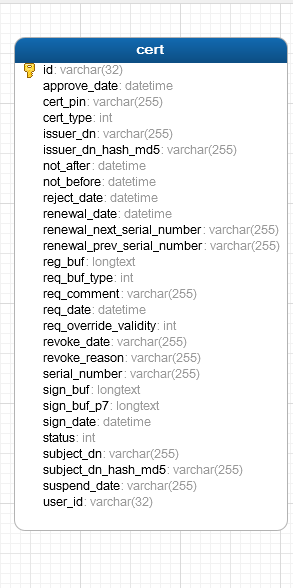 cert
id: varchar(32)
approve_date: datetime
cert_pin: varchar(255)
cert_type: int
issuer_dn: varchar(255)
issuer_dn_hash_md5: varchar(255)
not_after: datetime
not_before: datetime
reject_date: datetime
renewal_date: datetime
renewal_next_serial_number: varchar(255)
renewal_prev_serial_number: varchar(255)
reg_buf: longtext
req_buf_type: int
req_comment: varchar(255)
req_date: datetime
req_override_validity: int
revoke_date: varchar(255)
revoke_reason: varchar(255)
serial_number: varchar(255)
sign_buf: longtext
sign_buf_p7: longtext
sign_date: datetime
status: int
subject_dn: varchar(255)
subject_dn_hash_md5: varchar(255)
suspend_date: varchar(255)
user_id: varchar(32)